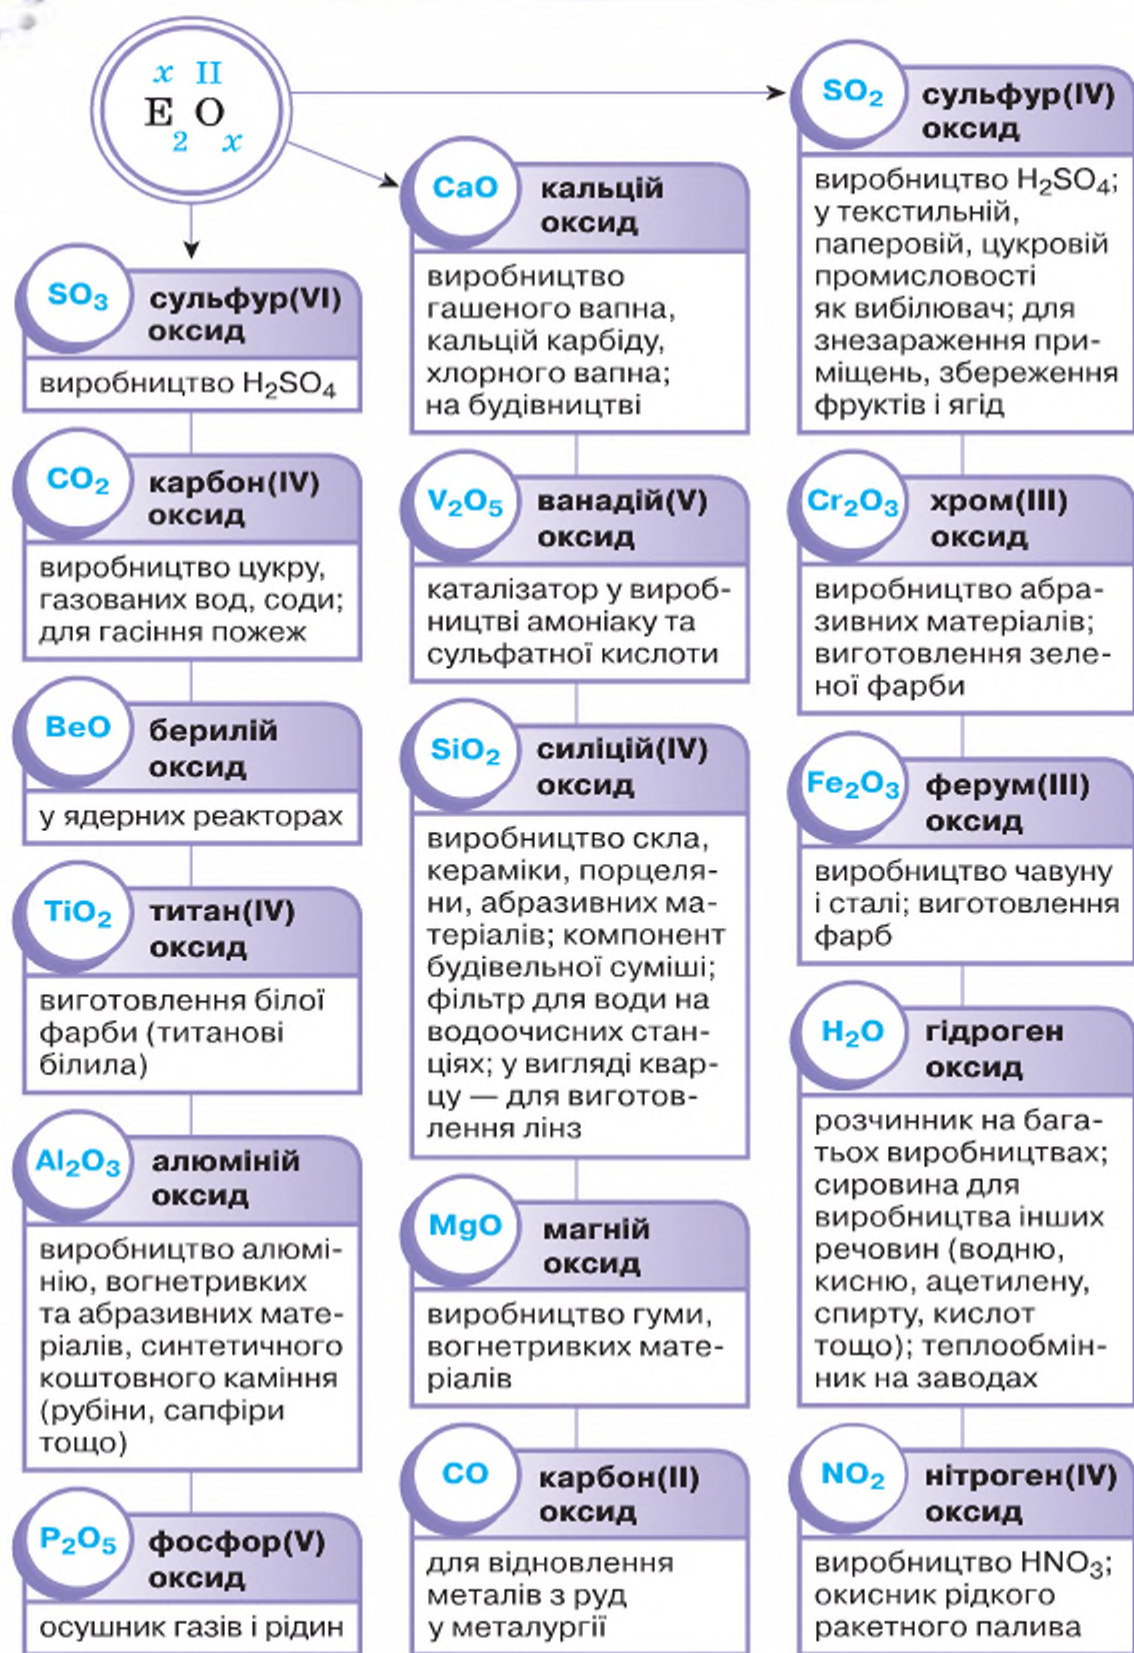 x II
E O
2 x
SO₃
сульфур(VI)
оксид
виробництво H₂SO₄
CO₂
карбон(IV)
оксид
виробництво цукру,
газованих вод, соди;
для гасіння пожеж
BeO
берилій
оксид
у ядерних реакторах
TiO₂
титан(IV)
оксид
виготовлення білої
фарби (титанові
білила)
Al₂O₃
алюміній
оксид
виробництво алюмі-
нію, вогнетривких
та абразивних мате-
ріалів, синтетичного
коштовного каміння
(рубіни, сапфіри
тощо)
P₂O₅
фосфор(V)
оксид
осушник газів і рідин
CaO
кальцій
оксид
виробництво
гашеного вапна,
кальцій карбіду,
хлорного вапна;
на будівництві
V₂O₅
ванадій(V)
оксид
каталізатор у вироб-
ництві амоніаку та
сульфатної кислоти
SiO₂
силіцій(IV)
оксид
виробництво скла,
кераміки, порцеля-
ни, абразивних ма-
теріалів; компонент
будівельної суміші;
фільтр для води на
водоочисних стан-
ціях; у вигляді квар-
цу — для виготов-
лення лінз
MgO
магній
оксид
виробництво гуми,
вогнетривких мате-
ріалів
CO
карбон(II)
оксид
для відновлення
металів з руд
у металургії
SO₂
сульфур(IV)
оксид
виробництво H₂SO₄;
у текстильній,
паперовій, цукровій
промисловості
як вибілювач; для
знезараження при-
міщень, збереження
фруктів і ягід
Cr₂O₃
хром(III)
оксид
виробництво абра-
зивних матеріалів;
виготовлення зеле-
ної фарби
Fe₂O₃
ферум(III)
оксид
виробництво чавуну
і сталі; виготовлення
фарб
H₂O
гідроген
оксид
розчинник на бага-
тьох виробництвах;
сировина для
виробництва інших
речовин (водню,
кисню, ацетилену,
спирту, кислот
тощо); теплообмін-
ник на заводах
NO₂
нітроген(IV)
оксид
виробництво HNO₃;
окисник рідкого
ракетного палива